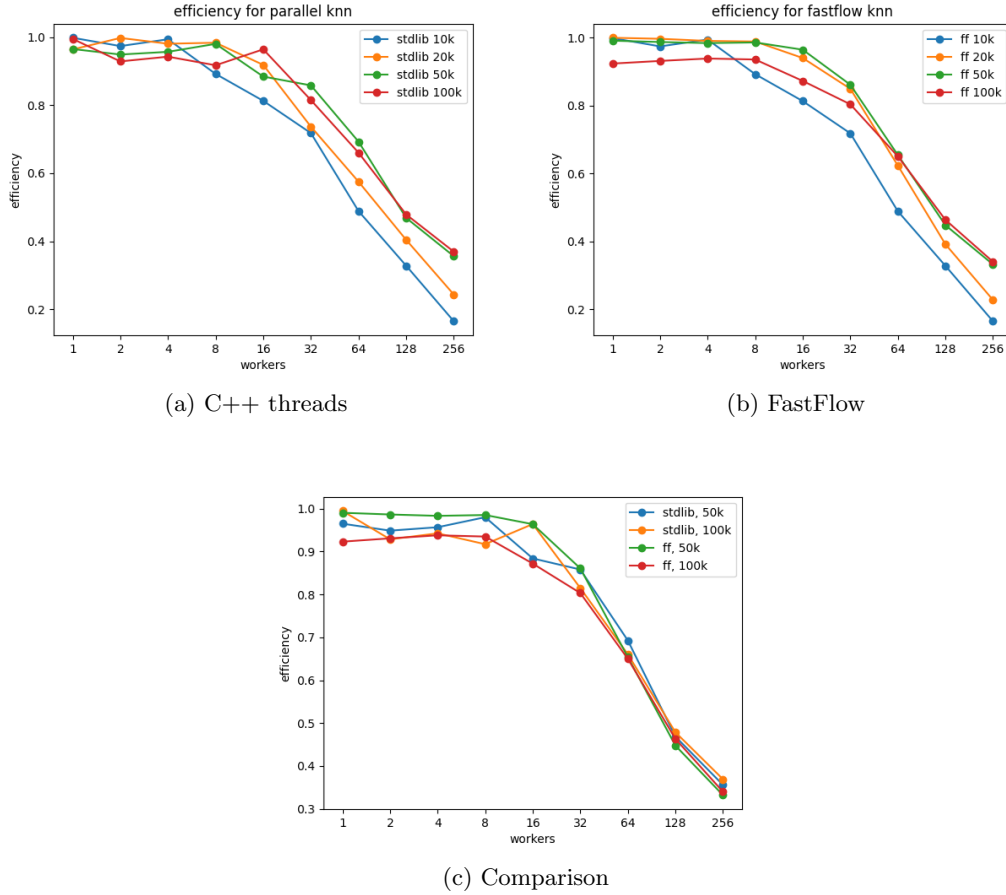 efficiency for parallel knn
1.0
0.8
0.6
0.4
0.2
efficiency
stdlib 10k
stdlib 20k
stdlib 50k
stdlib 100k
1 2 4 8 16 32 64 128 256
workers
(a) C++ threads
efficiency for fastflow knn
1.0
0.8
0.6
0.4
0.2
efficiency
ff 10k
ff 20k
ff 50k
ff 100k
1 2 4 8 16 32 64 128 256
workers
(b) FastFlow
1.0
0.9
0.8
0.7
0.6
0.5
0.4
0.3
efficiency
stdlib, 50k
stdlib, 100k
ff, 50k
ff, 100k
1 2 4 8 16 32 64 128 256
workers
(c) Comparison